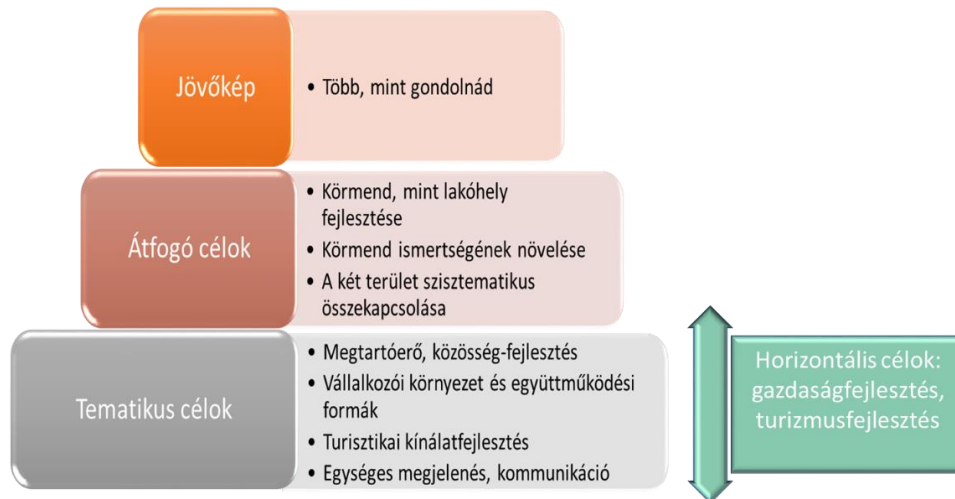 Jövőkép
• Több, mint gondolnád
Átfogó célok
• Körmend, mint lakóhely
fejlesztése
• Körmend ismertségének növelése
• A két terület szisztematikus
összekapcsolása
Tematikus célok
• Megtartóerő, közösség-fejlesztés
• Vállalkozói környezet és együttműködési
formák
• Turisztikai kínálatfejlesztés
• Egységes megjelenés, kommunikáció
Horizontális célok:
gazdaságfejlesztés,
turizmusfejlesztés